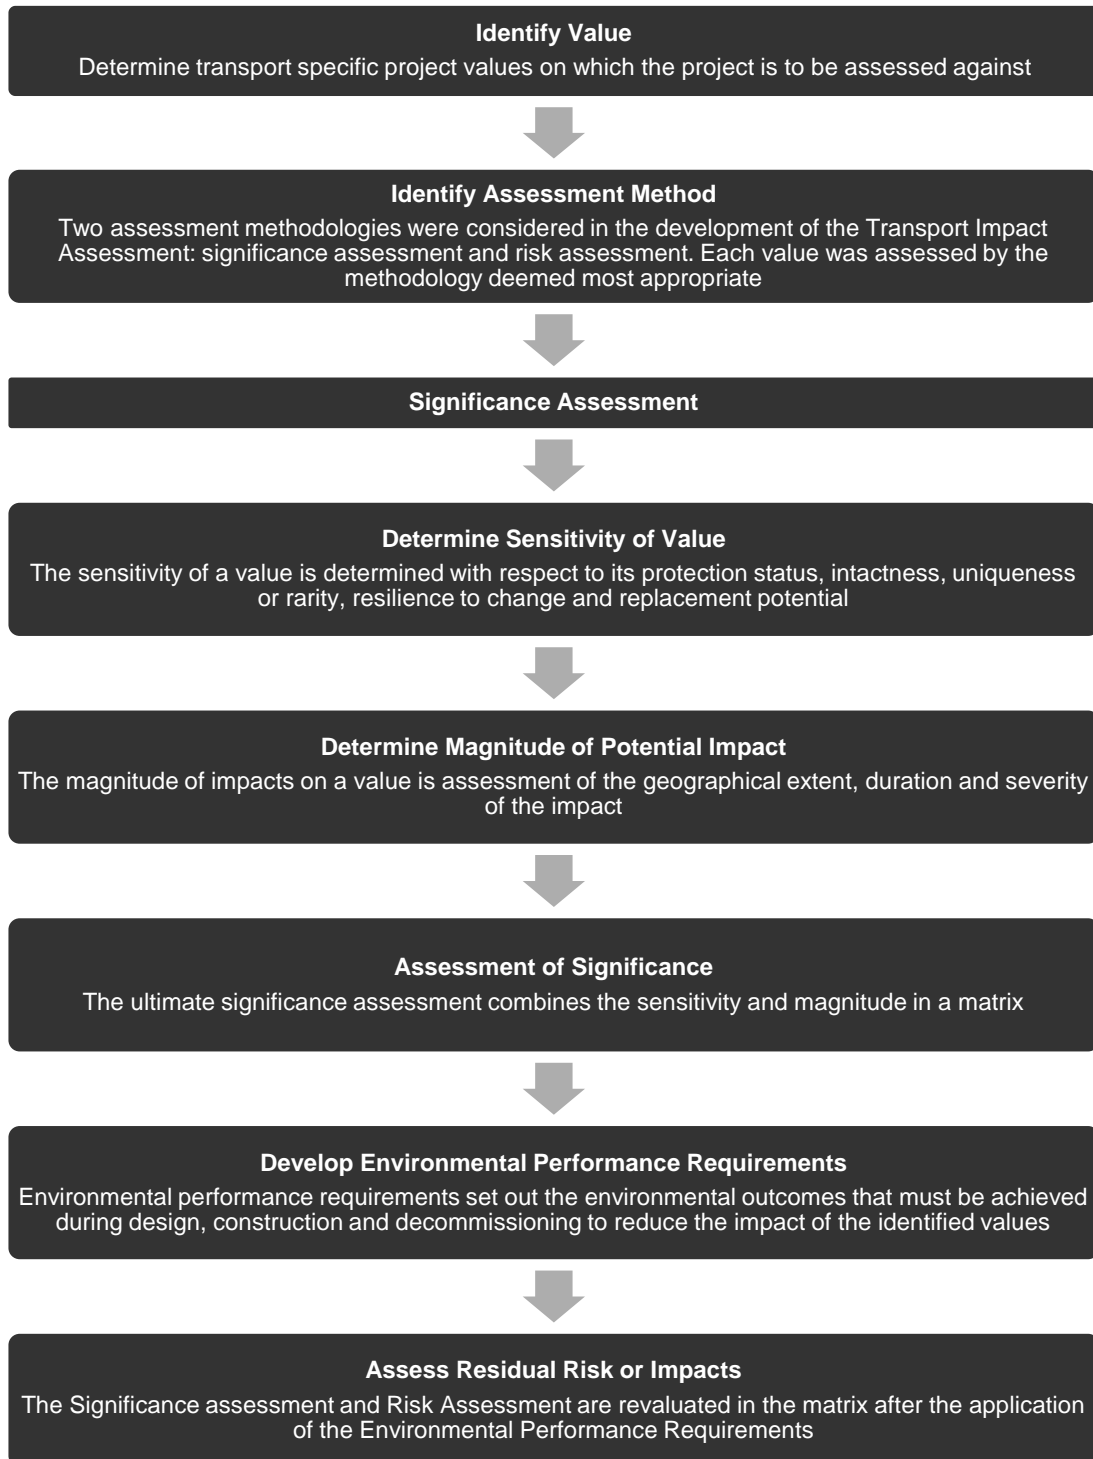 Identify Value
Determine transport specific project values on which the project is to be assessed against
Identify Assessment Method
Two assessment methodologies were considered in the development of the Transport Impact
Assessment: significance assessment and risk assessment. Each value was assessed by the
methodology deemed most appropriate
Significance Assessment
Determine Sensitivity of Value
The sensitivity of a value is determined with respect to its protection status, intactness, uniqueness
or rarity, resilience to change and replacement potential
Determine Magnitude of Potential Impact
The magnitude of impacts on a value is assessment of the geographical extent, duration and severity
of the impact
Assessment of Significance
The ultimate significance assessment combines the sensitivity and magnitude in a matrix
Develop Environmental Performance Requirements
Environmental performance requirements set out the environmental outcomes that must be achieved
during design, construction and decommissioning to reduce the impact of the identified values
Assess Residual Risk or Impacts
The Significance assessment and Risk Assessment are revaluated in the matrix after the application
of the Environmental Performance Requirements